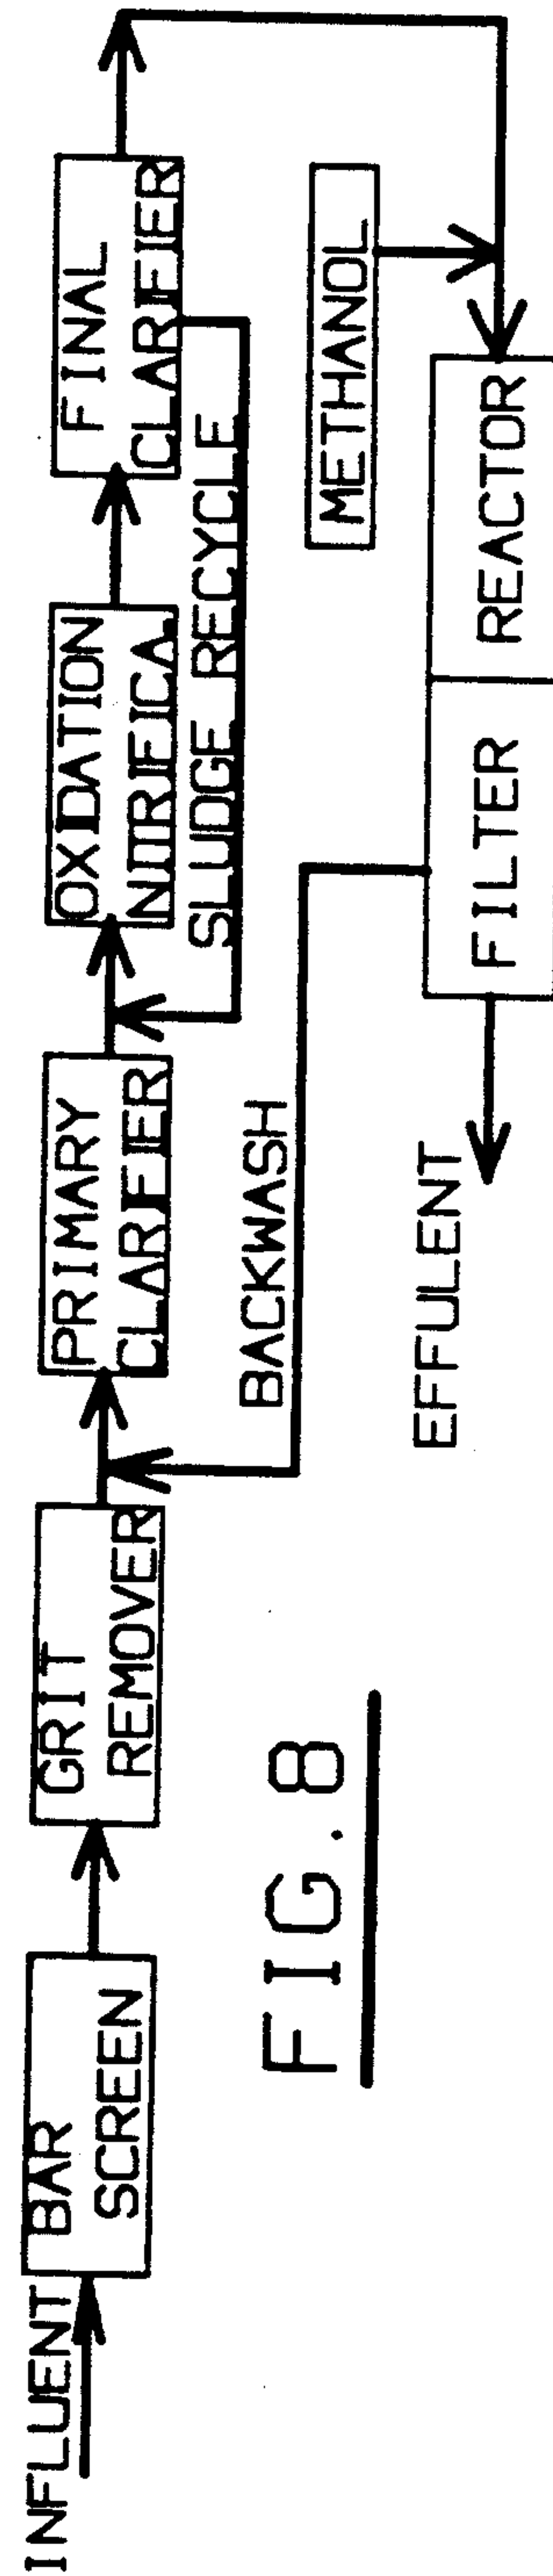 INFLUENT
BAR
SCREEN
GRIT
REMOVER
PRIMARY
CLARIFIER
OXIDATION
NITRIFICA.
FINAL
CLARIFIER
SLUDGE RECYCLE
METHANOL
BACKWASH
FILTER
REACTOR
EFFULENT
FIG. 8